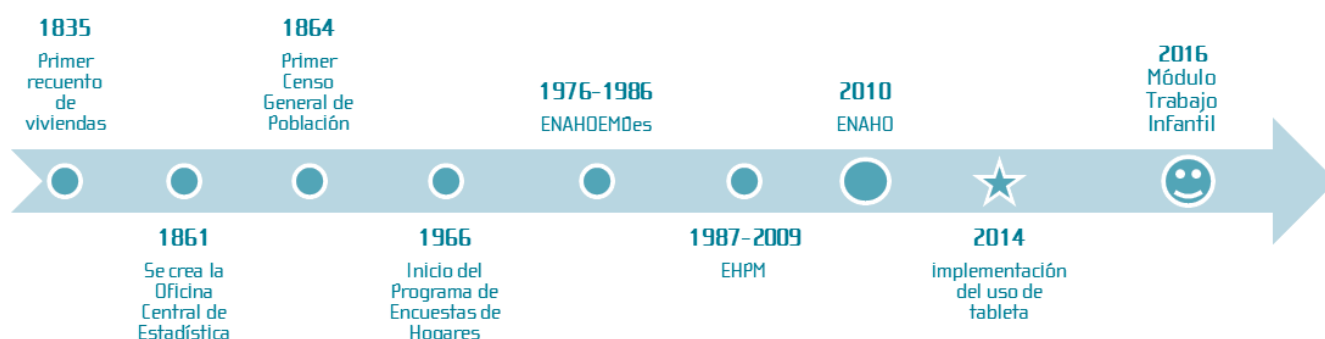 1835
Primer
recuento
de
viviendas
1861
Se crea la
Oficina
Central de
Estadística
1864
Primer
Censo
General de
Población
1966
Inicio del
Programa de
Encuestas de
Hogares
1976-1986
ENAHOEMDes
1987-2009
EHPM
2010
ENAHO
2014
implementación
del uso de
tableta
2016
Módulo
Trabajo
Infantil